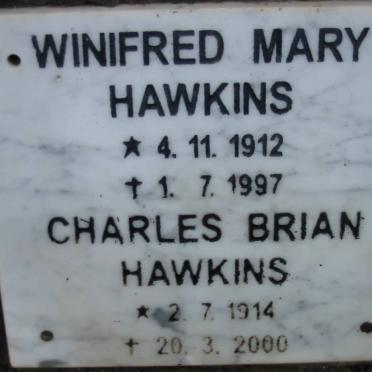 WINIFRED MARY
HAWKINS
★ 4. 11. 1912
† 1. 7. 1997
CHARLES BRIAN
HAWKINS
★ 2. 7. 1914
† 20. 3. 2000